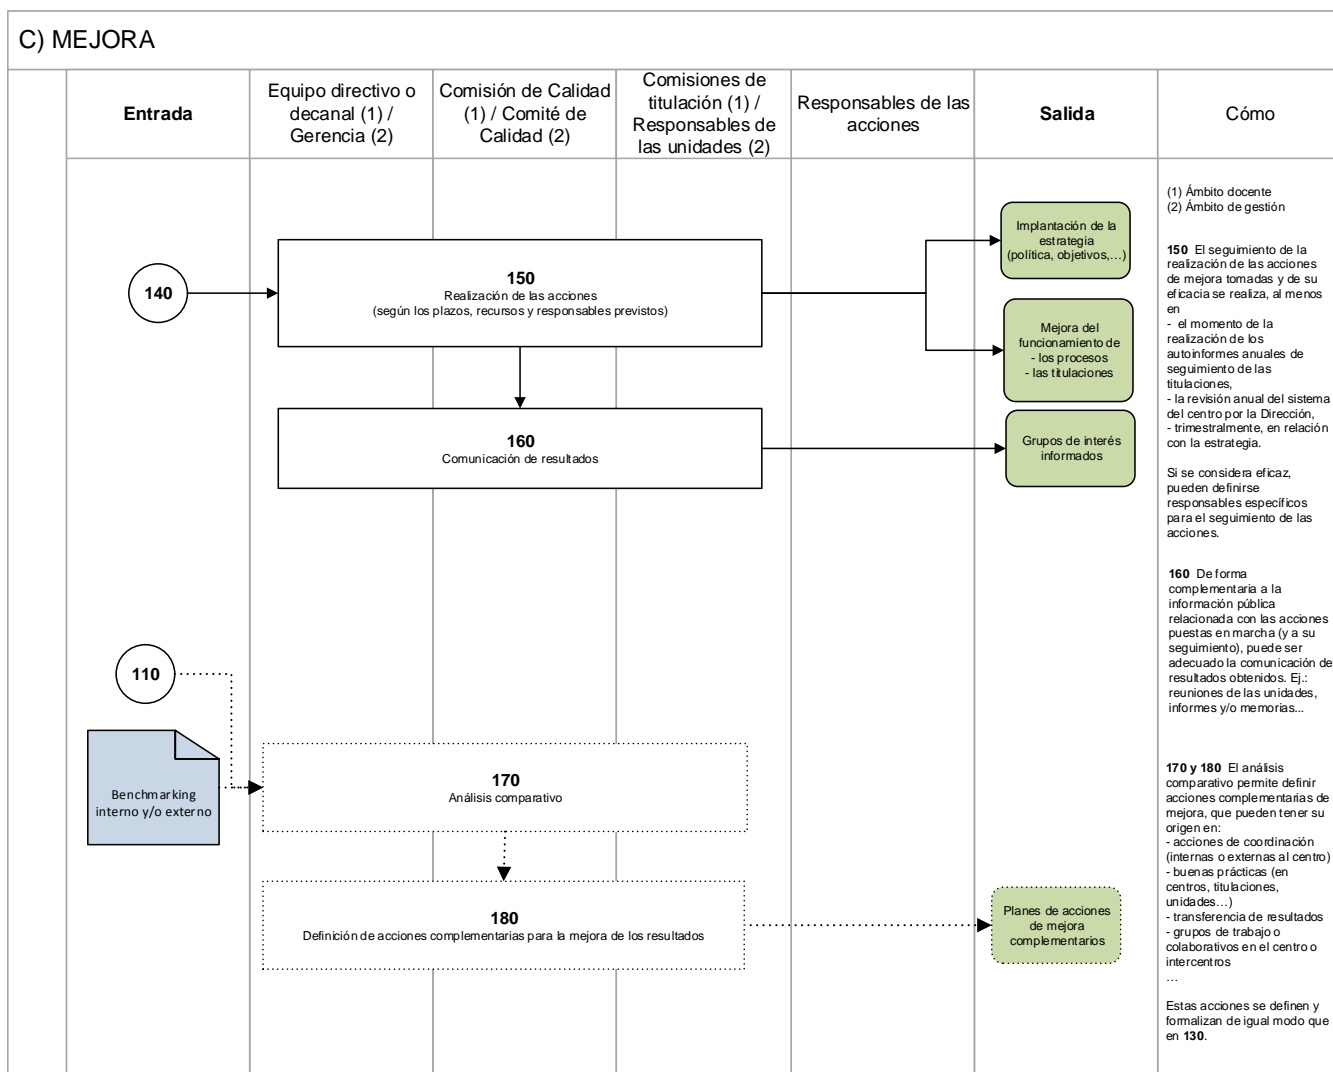 C) MEJORA
Entrada
Equipo directivo o
decanal (1) /
Gerencia (2)
Comisión de Calidad
(1) / Comité de
Calidad (2)
Comisiones de
titulación (1) /
Responsables de
las unidades (2)
Responsables de las
acciones
Salida
Cómo
140
150
Realización de las acciones
(según los plazos, recursos y responsables previstos)
Implantación de la
estrategia
(política, objetivos,...)
Mejora del
funcionamiento de
- los procesos
- las titulaciones
160
Comunicación de resultados
Grupos de interés
informados
110
Benchmarking
interno y/o externo
170
Análisis comparativo
180
Definición de acciones complementarias para la mejora de los resultados
Planes de acciones
de mejora
complementarios
(1) Ámbito docente
(2) Ámbito de gestión
150 El seguimiento de la
realización de las acciones
de mejora tomadas y de su
eficacia se realiza, al menos
en
- el momento de la
realización de los
autoinformes anuales de
seguimiento de las
titulaciones,
- la revisión anual del sistema
del centro por la Dirección,
- trimestralmente, en relación
con la estrategia.
Si se considera eficaz,
pueden definirse
responsables específicos
para el seguimiento de las
acciones.
160 De forma
complementaria a la
información pública
relacionada con las acciones
puestas en marcha (y a su
seguimiento), puede ser
adecuado la comunicación de
resultados obtenidos. Ej.:
reuniones de las unidades,
informes y/o memorias...
170 y 180 El análisis
comparativo permite definir
acciones complementarias de
mejora, que pueden tener su
origen en:
- acciones de coordinación
(internas o externas al centro)
- buenas prácticas (en
centros, titulaciones,
unidades...)
- transferencia de resultados
- grupos de trabajo o
colaborativos en el centro o
intercentros
...
Estas acciones se definen y
formalizan de igual modo que
en 130.